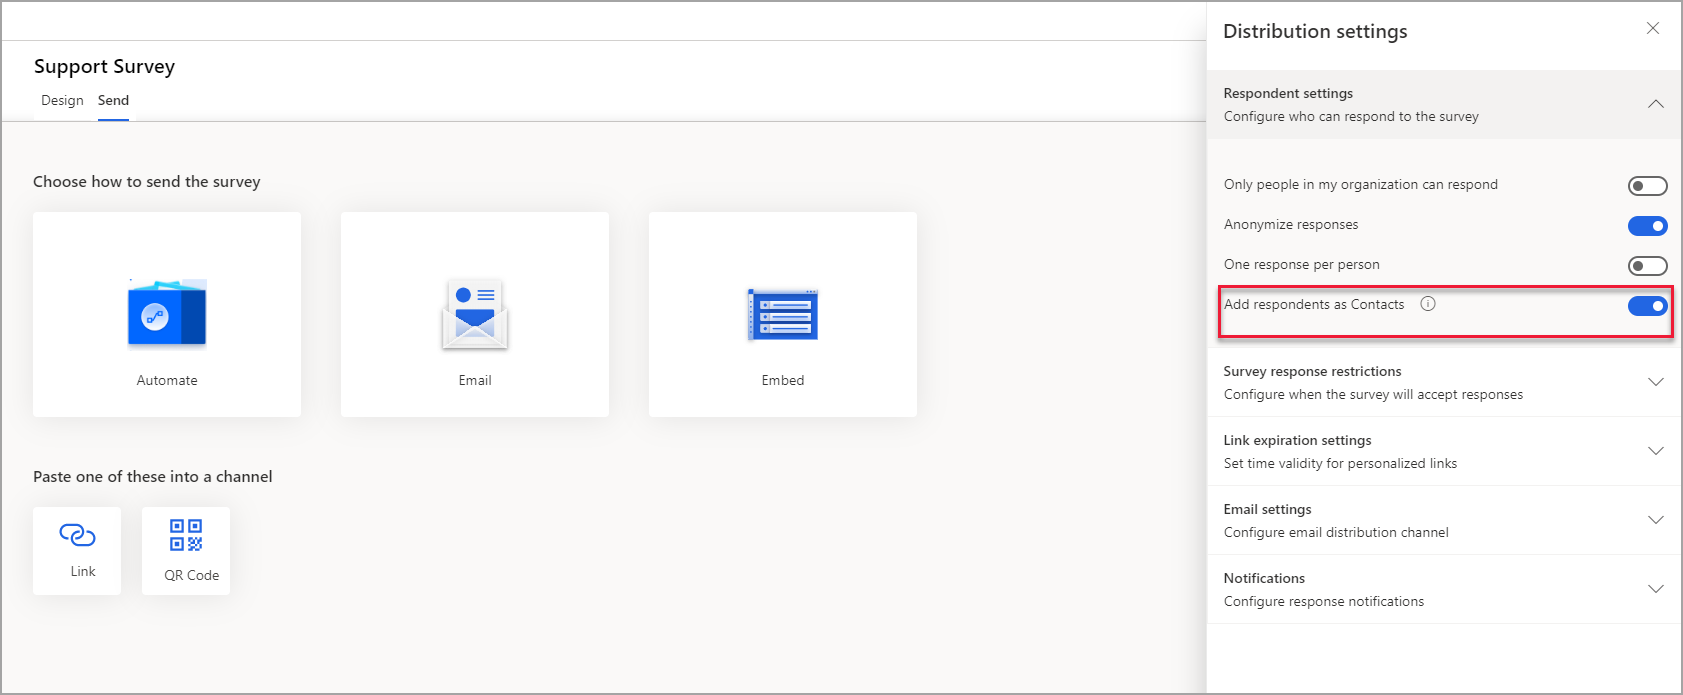 Support Survey
Design
Send
Choose how to send the survey
Automate
Email
Embed
Paste one of these into a channel
Link
QR Code
Distribution settings
Respondent settings
Configure who can respond to the survey
Only people in my organization can respond
Anonymize responses
One response per person
Add respondents as Contacts
Survey response restrictions
Configure when the survey will accept responses
Link expiration settings
Set time validity for personalized links
Email settings
Configure email distribution channel
Notifications
Configure response notifications